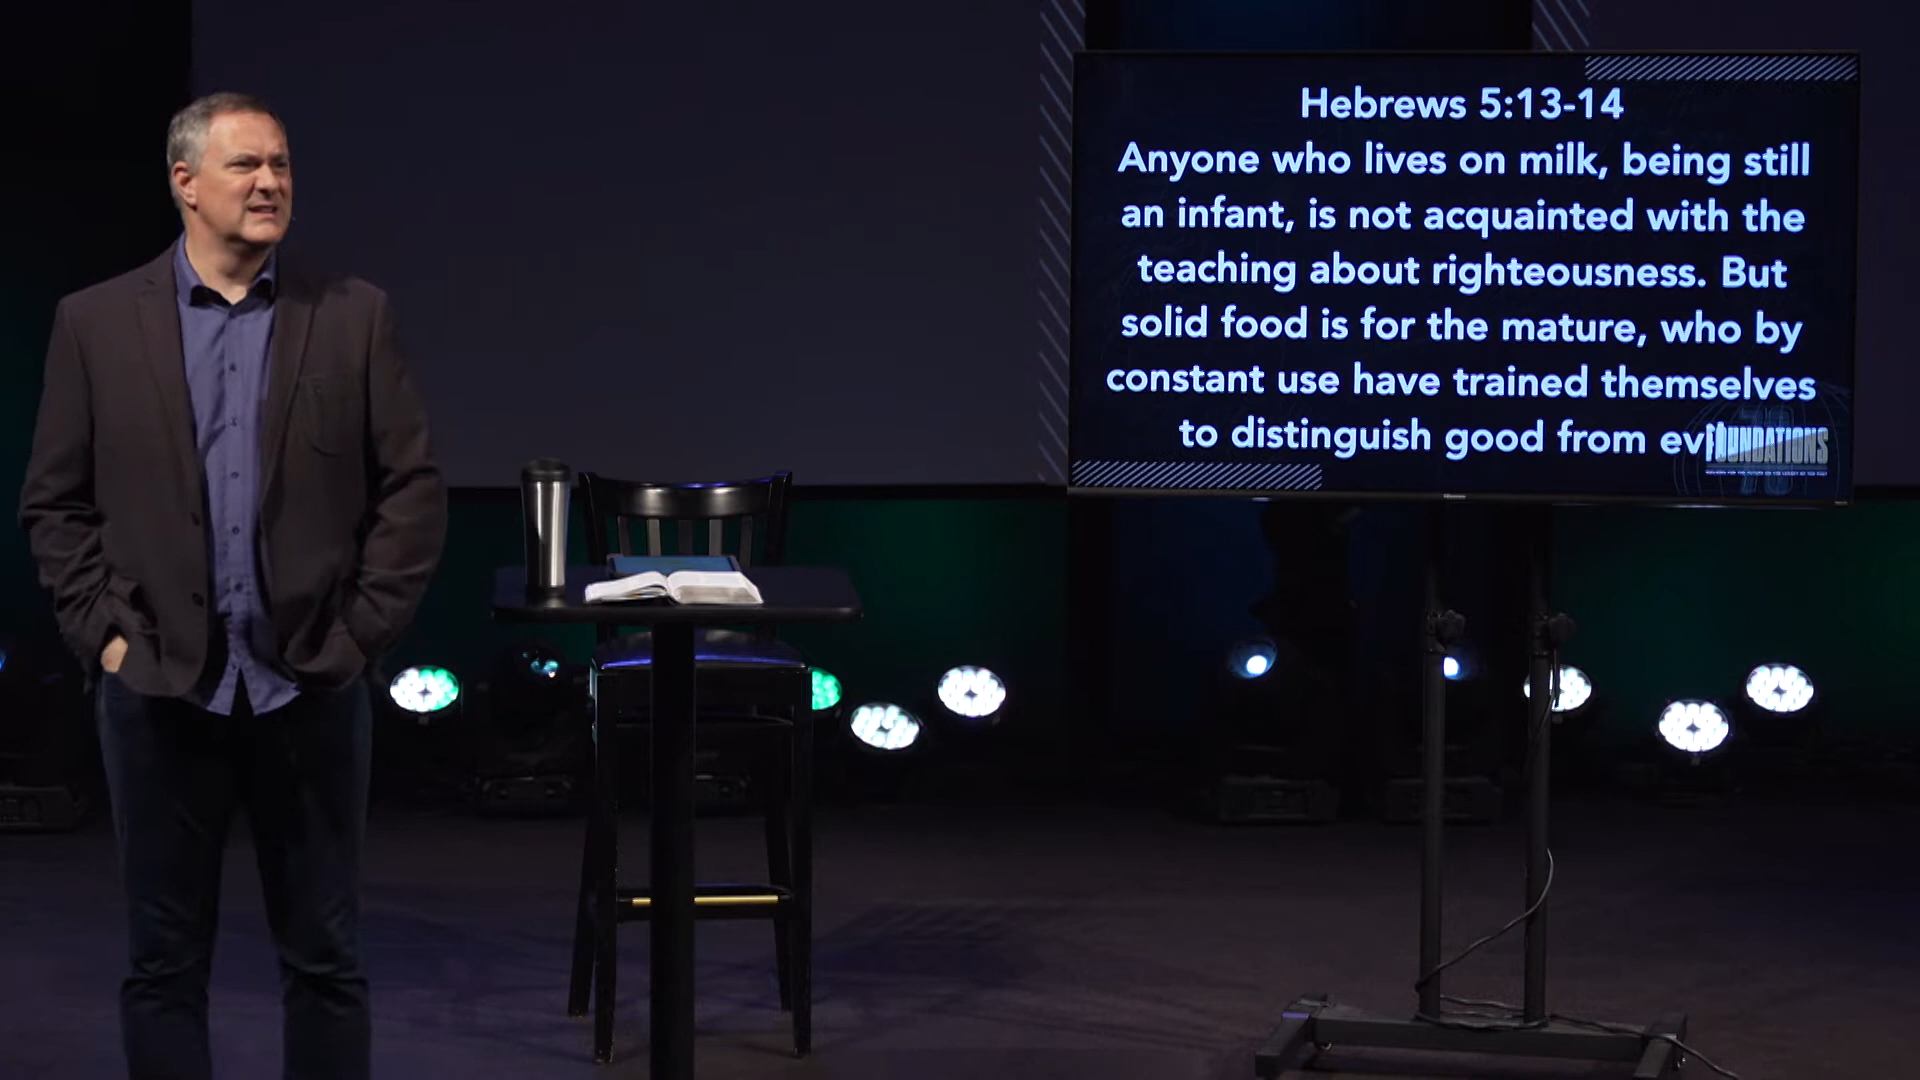 Hebrews 5:13-14
Anyone who lives on milk, being still
an infant, is not acquainted with the
teaching about righteousness. But
solid food is for the mature, who by
constant use have trained themselves
to distinguish good from ev
FOUNDATIONS